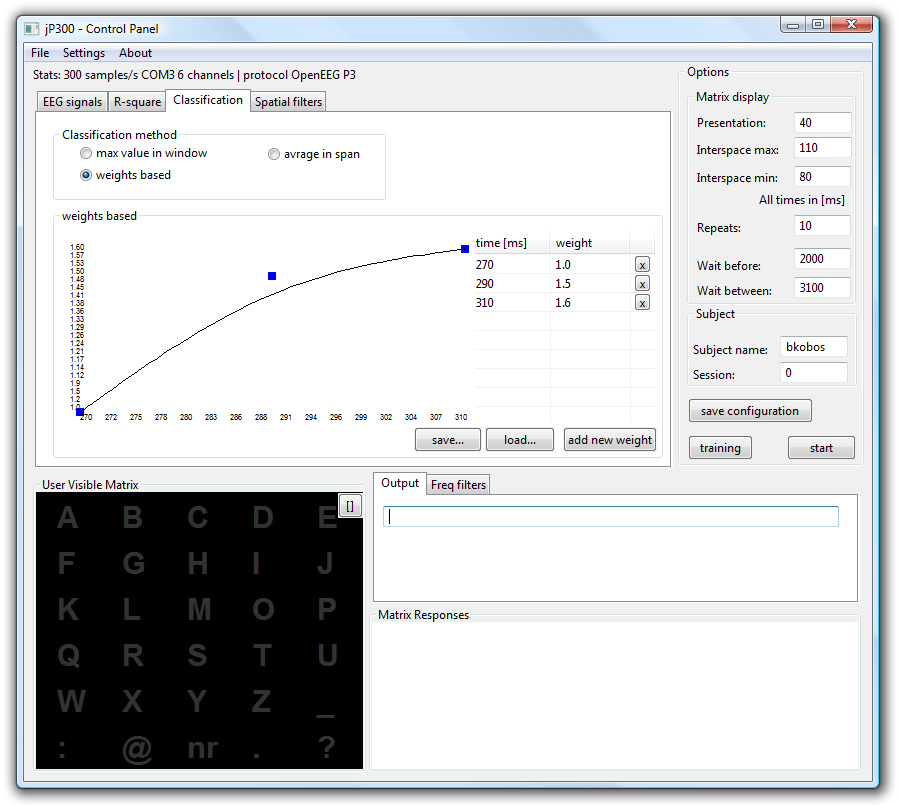 jP300 - Control Panel
File Settings About
Stats: 300 samples/s COM3 6 channels | protocol OpenEEG P3
EEG signals R-square Classification Spatial filters
Classification method
max value in window avrage in span
weights based
weights based
1.60
1.57
1.53
1.50
1.48
1.45
1.41
1.38
1.36
1.33
1.29
1.26
1.24
1.21
1.17
1.14
1.12
1.9
1.5
1.2
1.0
270 272 275 278 280 283 286 289 291 294 296 299 302 304 307 310
time [ms] weight
270 1.0 x
290 1.5 x
310 1.6 x
save... load... add new weight
Options
Matrix display
Presentation: 40
Interspace max: 110
Interspace min: 80
All times in [ms]
Repeats: 10
Wait before: 2000
Wait between: 3100
Subject
Subject name: bkobos
Session: 0
save configuration
training start
User Visible Matrix
[]
A B C D E
F G H I J
K L M O P
Q R S T U
W X Y Z _
: @ nr . ?
Output Freq filters
Matrix Responses